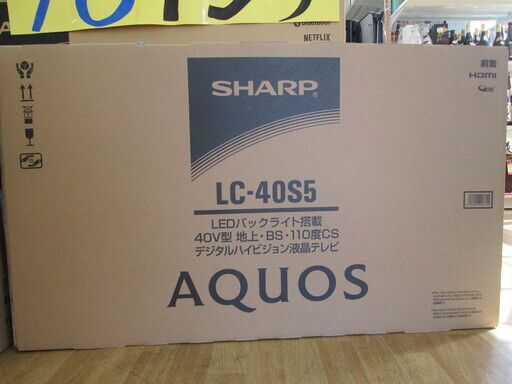 Bluetooth
NETFLIX
SHARP
前面
HDMI
LC-40S5
LEDバックライト搭載
40V型 地上・BS・110度CS
デジタルハイビジョン液晶テレビ
AQUOS